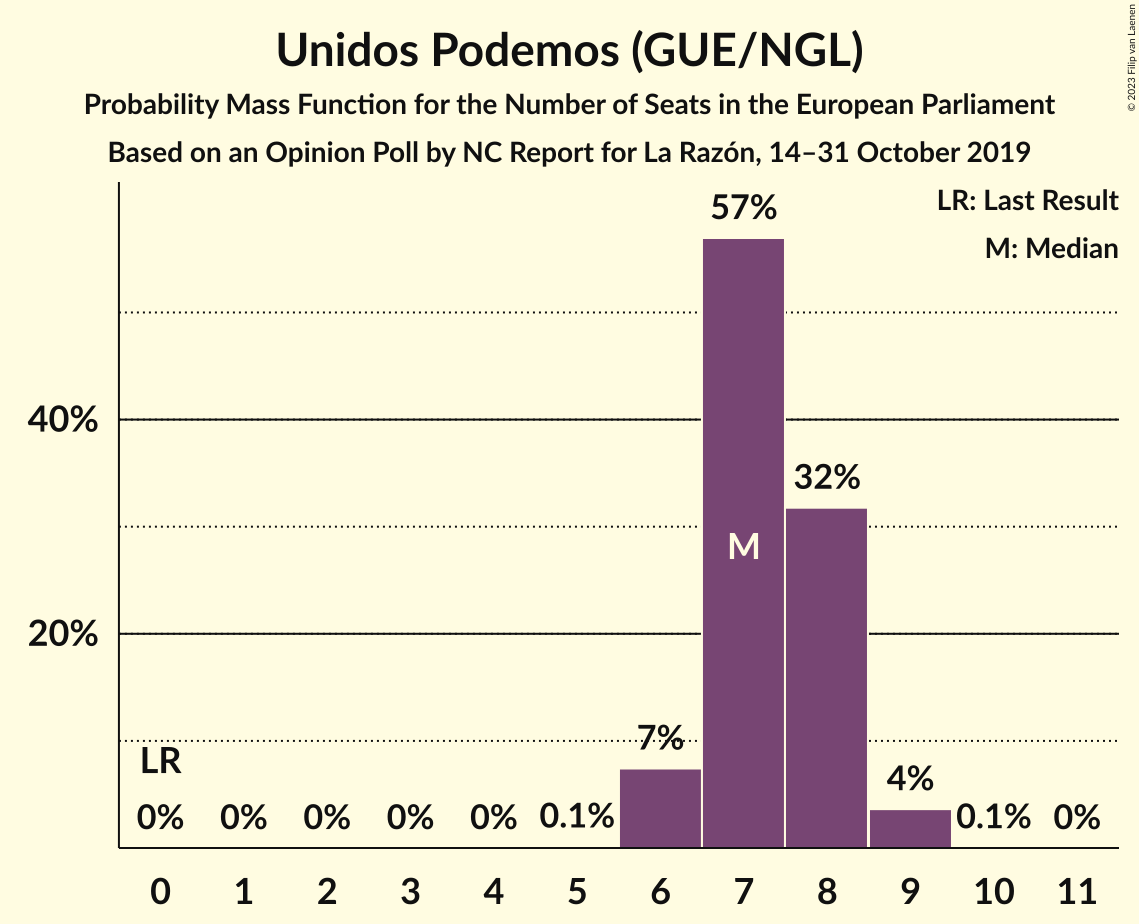 Unidos Podemos (GUE/NGL)
Probability Mass Function for the Number of Seats in the European Parliament
Based on an Opinion Poll by NC Report for La Razón, 14–31 October 2019
© 2023 Filip van Laenen
LR: Last Result
M: Median
57%
40%
32%
M
20%
7%
LR
4%
0% 0% 0% 0% 0% 0.1% 0.1% 0%
0 1 2 3 4 5 6 7 8 9 10 11